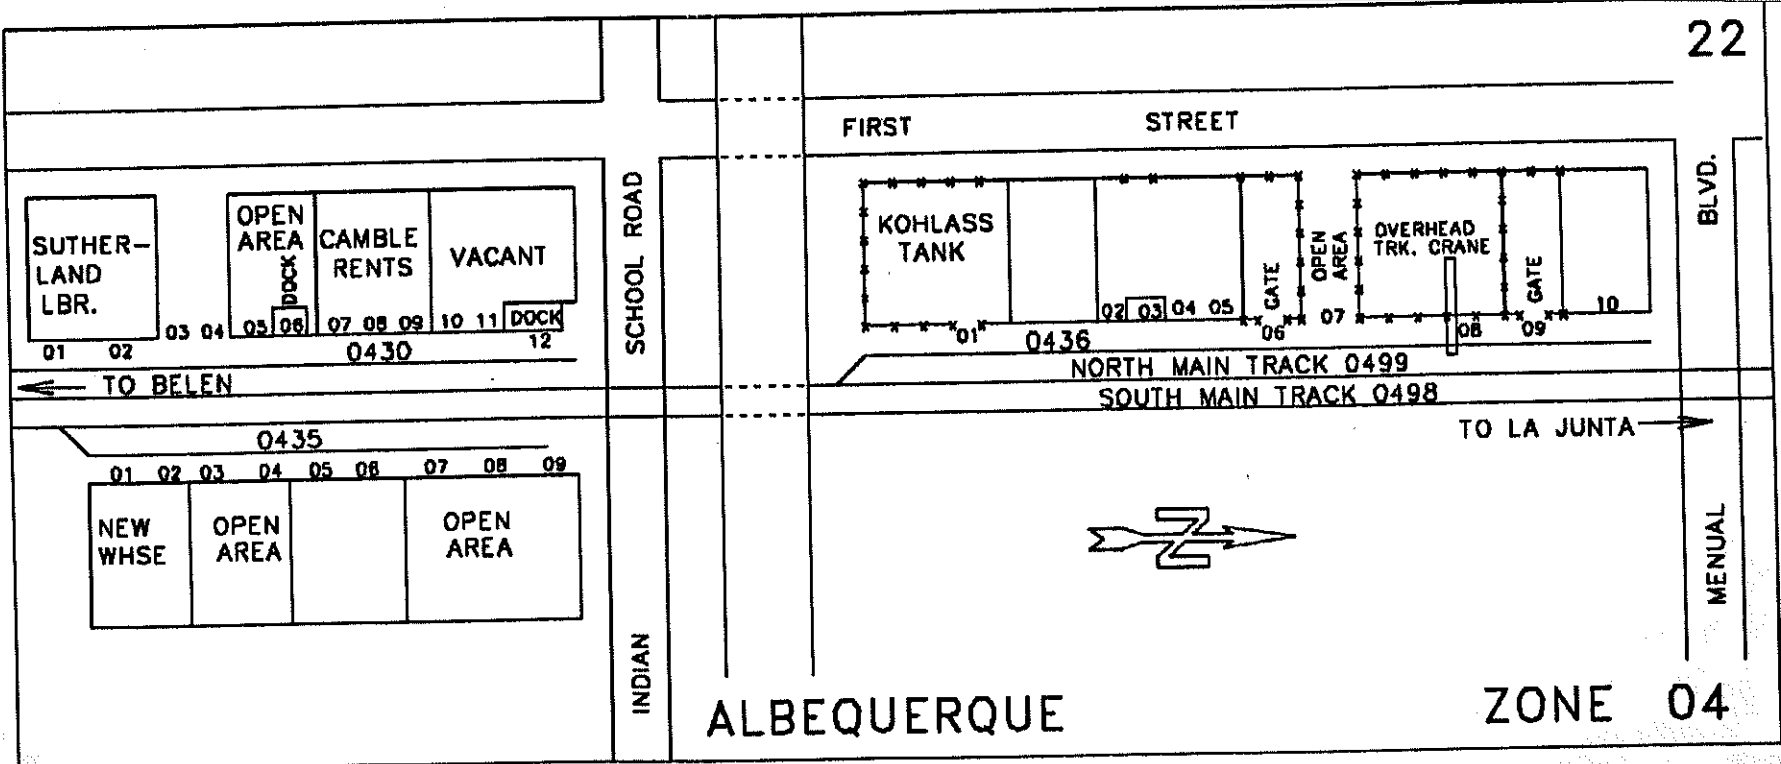 22
FIRST STREET
BLVD.
SCHOOL ROAD
SUTHER-
LAND
LBR.
OPEN
AREA
DOCK
CAMBLE
RENTS
VACANT
DOCK
KOHLASS
TANK
GATE
OPEN
AREA
OVERHEAD
TRK. CRANE
GATE
01 02 03 04 05 06 07 08 09 10 11 12
0430
01 02 03 04 05 06 07 08 09 10
0436
NORTH MAIN TRACK 0499
TO BELEN
SOUTH MAIN TRACK 0498
TO LA JUNTA
0435
01 02 03 04 05 06 07 08 09
NEW
WHSE
OPEN
AREA
OPEN
AREA
N
MENUAL
INDIAN
ALBEQUERQUE
ZONE 04